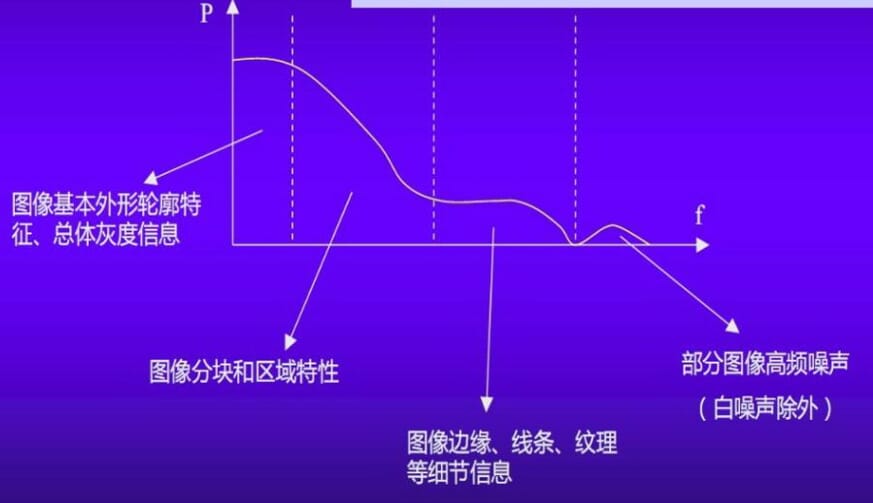 P
f
图像基本外形轮廓特
征、总体灰度信息
图像分块和区域特性
部分图像高频噪声
（白噪声除外）
图像边缘、线条、纹理
等细节信息